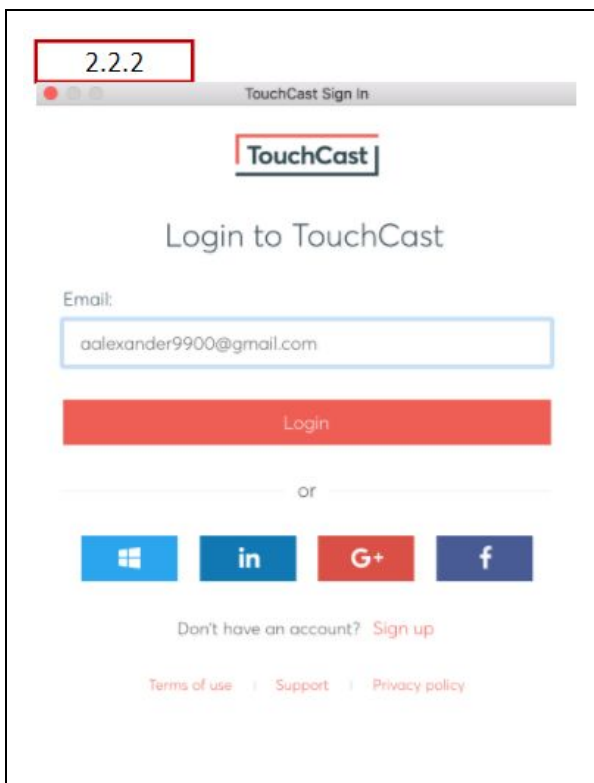 2.2.2
TouchCast Sign In
TouchCast
Login to TouchCast
Email:
aalexander9900@gmail.com
Login
or
in G+ f
Don't have an account? Sign up
Terms of use | Support | Privacy policy